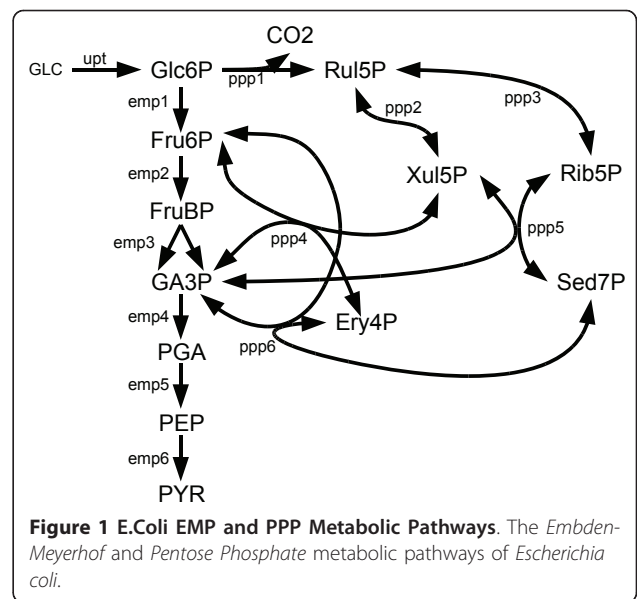 CO2
GLC upt Glc6P ppp1 Rul5P
emp1 ppp2 ppp3
Fru6P
emp2 Xul5P Rib5P
FruBP
emp3 ppp4 ppp5
GA3P Sed7P
emp4 Ery4P
PGA ppp6
emp5
PEP
emp6
PYR
Figure 1 E.Coli EMP and PPP Metabolic Pathways. The Embden-
Meyerhof and Pentose Phosphate metabolic pathways of Escherichia
coli.